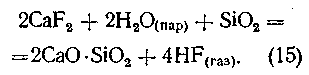 2CaF₂ + 2H₂O₍пар₎ + SiO₂ =
= 2CaO · SiO₂ + 4HF₍газ₎. (15)